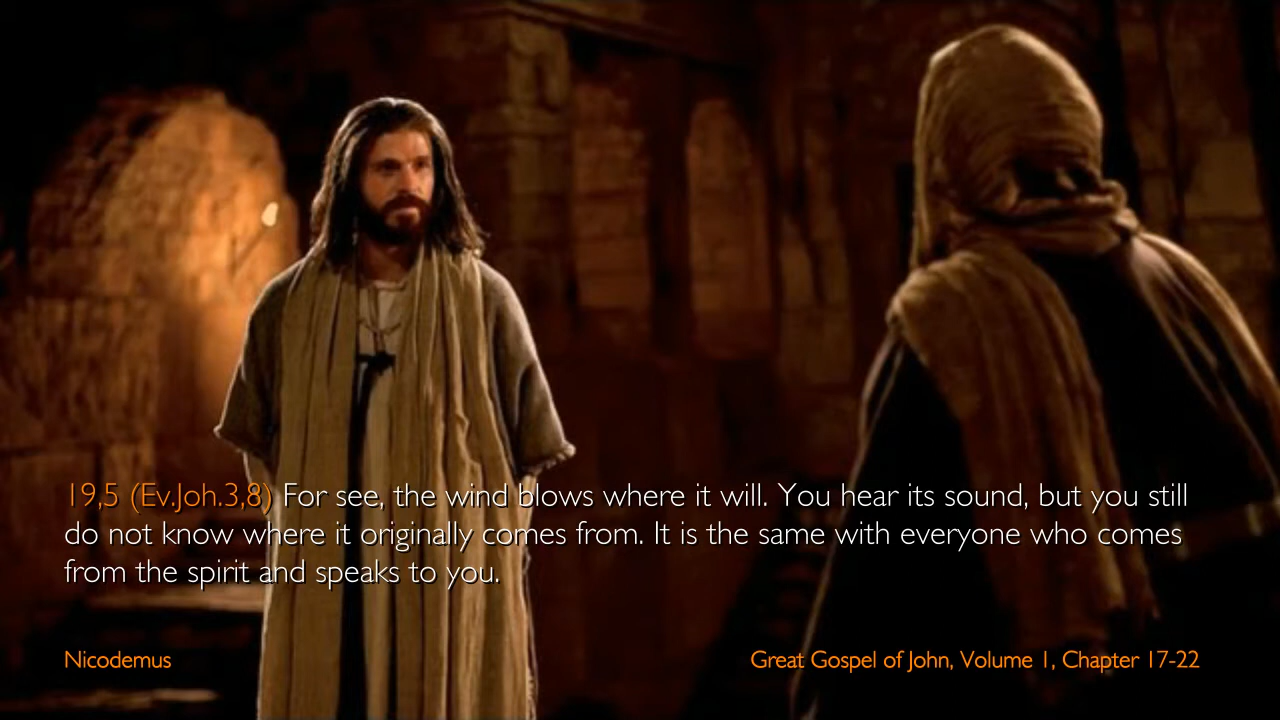 19,5 (Ev.Joh.3,8) For see, the wind blows where it will. You hear its sound, but you still
do not know where it originally comes from. It is the same with everyone who comes
from the spirit and speaks to you.
Nicodemus
Great Gospel of John, Volume 1, Chapter 17-22